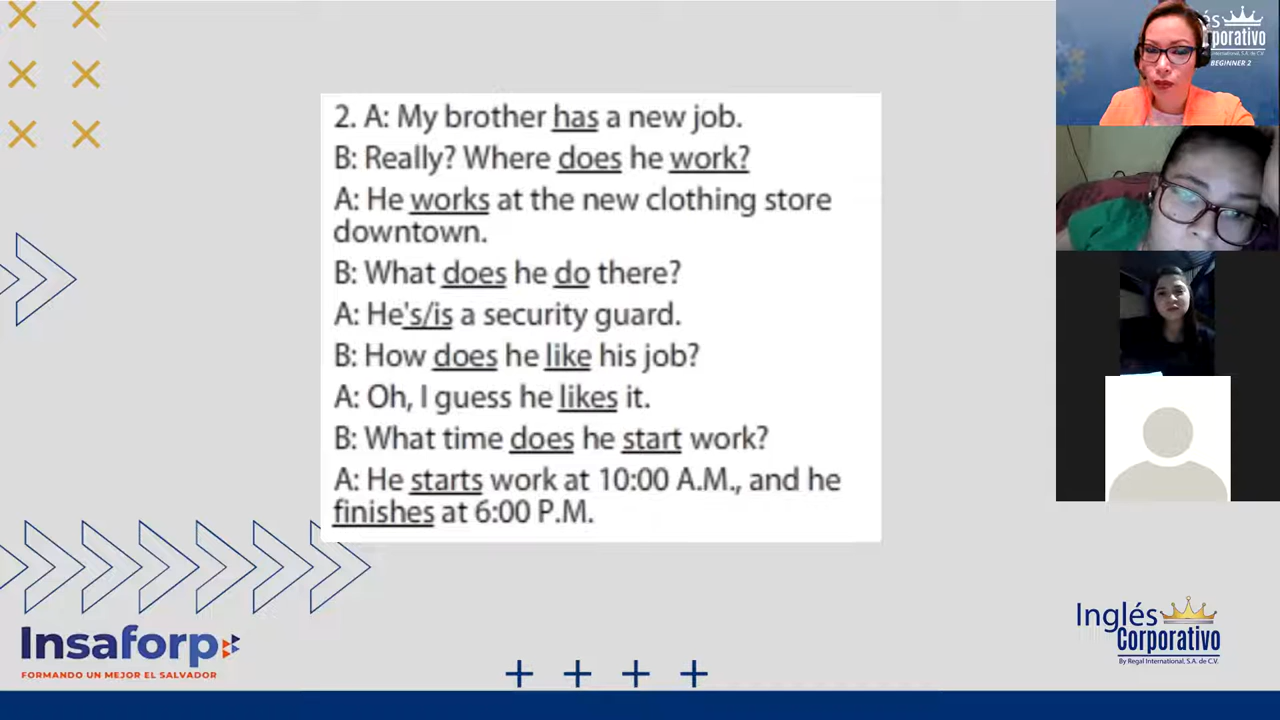 2. A: My brother has a new job.
B: Really? Where does he work?
A: He works at the new clothing store
downtown.
B: What does he do there?
A: He's/is a security guard.
B: How does he like his job?
A: Oh, I guess he likes it.
B: What time does he start work?
A: He starts work at 10:00 A.M., and he
finishes at 6:00 P.M.
és
orporativo
BEGINNER 2
Insaforp
FORMANDO UN MEJOR EL SALVADOR
Inglés
Corporativo
By Regal International, S.A. de C.V.